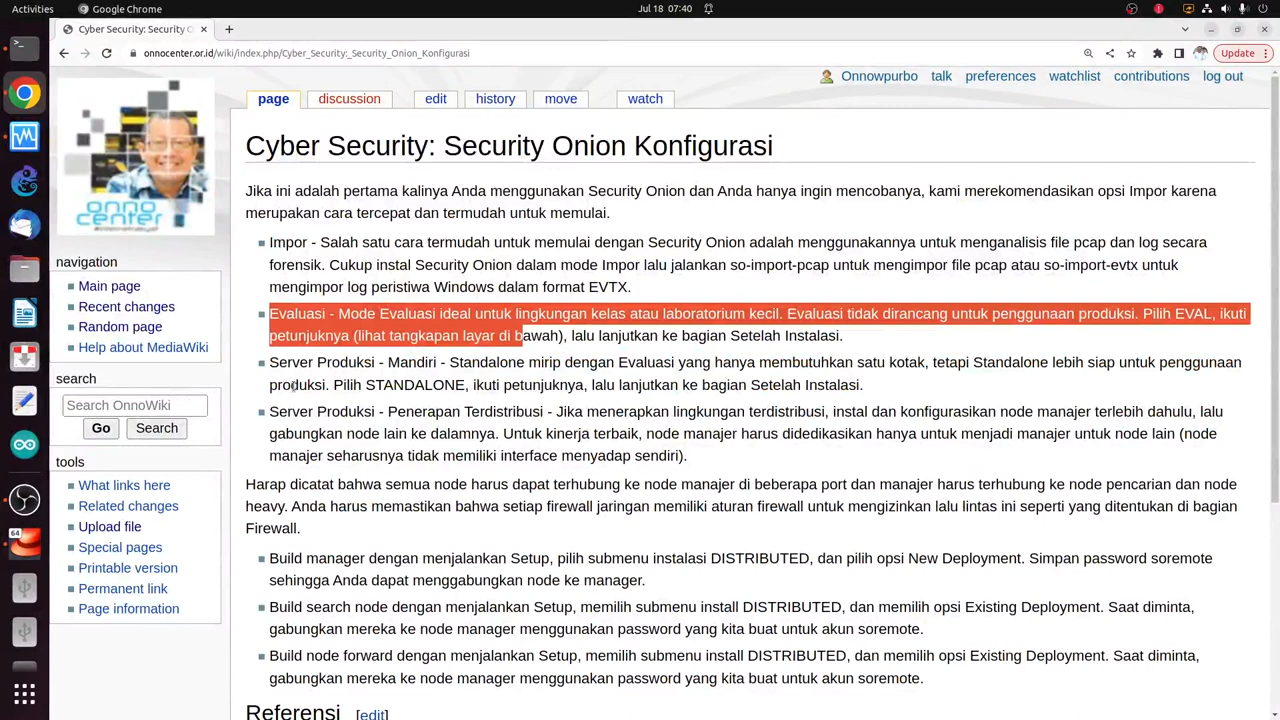 Activities
Google Chrome
Jul 18 07:40
Cyber Security: Security O
onnocenter.or.id/wiki/index.php/Cyber_Security:_Security_Onion_Konfigurasi
Update
Onnowpurbo talk preferences watchlist contributions log out
page discussion edit history move watch
onno
center
navigation
Main page
Recent changes
Random page
Help about MediaWiki
search
Search OnnoWiki
Go Search
tools
What links here
Related changes
Upload file
Special pages
Printable version
Permanent link
Page information
64
Cyber Security: Security Onion Konfigurasi
Jika ini adalah pertama kalinya Anda menggunakan Security Onion dan Anda hanya ingin mencobanya, kami merekomendasikan opsi Impor karena
merupakan cara tercepat dan termudah untuk memulai.
Impor - Salah satu cara termudah untuk memulai dengan Security Onion adalah menggunakannya untuk menganalisis file pcap dan log secara
forensik. Cukup instal Security Onion dalam mode Impor lalu jalankan so-import-pcap untuk mengimpor file pcap atau so-import-evtx untuk
mengimpor log peristiwa Windows dalam format EVTX.
Evaluasi - Mode Evaluasi ideal untuk lingkungan kelas atau laboratorium kecil. Evaluasi tidak dirancang untuk penggunaan produksi. Pilih EVAL, ikuti
petunjuknya (lihat tangkapan layar di bawah), lalu lanjutkan ke bagian Setelah Instalasi.
Server Produksi - Mandiri - Standalone mirip dengan Evaluasi yang hanya membutuhkan satu kotak, tetapi Standalone lebih siap untuk penggunaan
produksi. Pilih STANDALONE, ikuti petunjuknya, lalu lanjutkan ke bagian Setelah Instalasi.
Server Produksi - Penerapan Terdistribusi - Jika menerapkan lingkungan terdistribusi, instal dan konfigurasikan node manajer terlebih dahulu, lalu
gabungkan node lain ke dalamnya. Untuk kinerja terbaik, node manajer harus didedikasikan hanya untuk menjadi manajer untuk node lain (node
manajer seharusnya tidak memiliki interface menyadap sendiri).
Harap dicatat bahwa semua node harus dapat terhubung ke node manajer di beberapa port dan manajer harus terhubung ke node pencarian dan node
heavy. Anda harus memastikan bahwa setiap firewall jaringan memiliki aturan firewall untuk mengizinkan lalu lintas ini seperti yang ditentukan di bagian
Firewall.
Build manager dengan menjalankan Setup, pilih submenu instalasi DISTRIBUTED, dan pilih opsi New Deployment. Simpan password soremote
sehingga Anda dapat menggabungkan node ke manager.
Build search node dengan menjalankan Setup, memilih submenu install DISTRIBUTED, dan memilih opsi Existing Deployment. Saat diminta,
gabungkan mereka ke node manager menggunakan password yang kita buat untuk akun soremote.
Build node forward dengan menjalankan Setup, memilih submenu install DISTRIBUTED, dan memilih opsi Existing Deployment. Saat diminta,
gabungkan mereka ke node manager menggunakan password yang kita buat untuk akun soremote.
Referensi [edit]